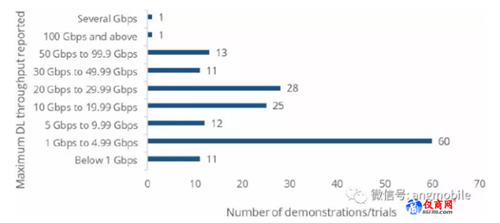 Maximum DL throughput reported
Several Gbps 1
100 Gbps and above 1
50 Gbps to 99.9 Gbps 13
30 Gbps to 49.99 Gbps 11
20 Gbps to 29.99 Gbps 28
10 Gbps to 19.99 Gbps 25
5 Gbps to 9.99 Gbps 12
1 Gbps to 4.99 Gbps 60
Below 1 Gbps 11
0 10 20 30 40 50 60 70
Number of demonstrations/trials
微信号: angmobile
仪商网